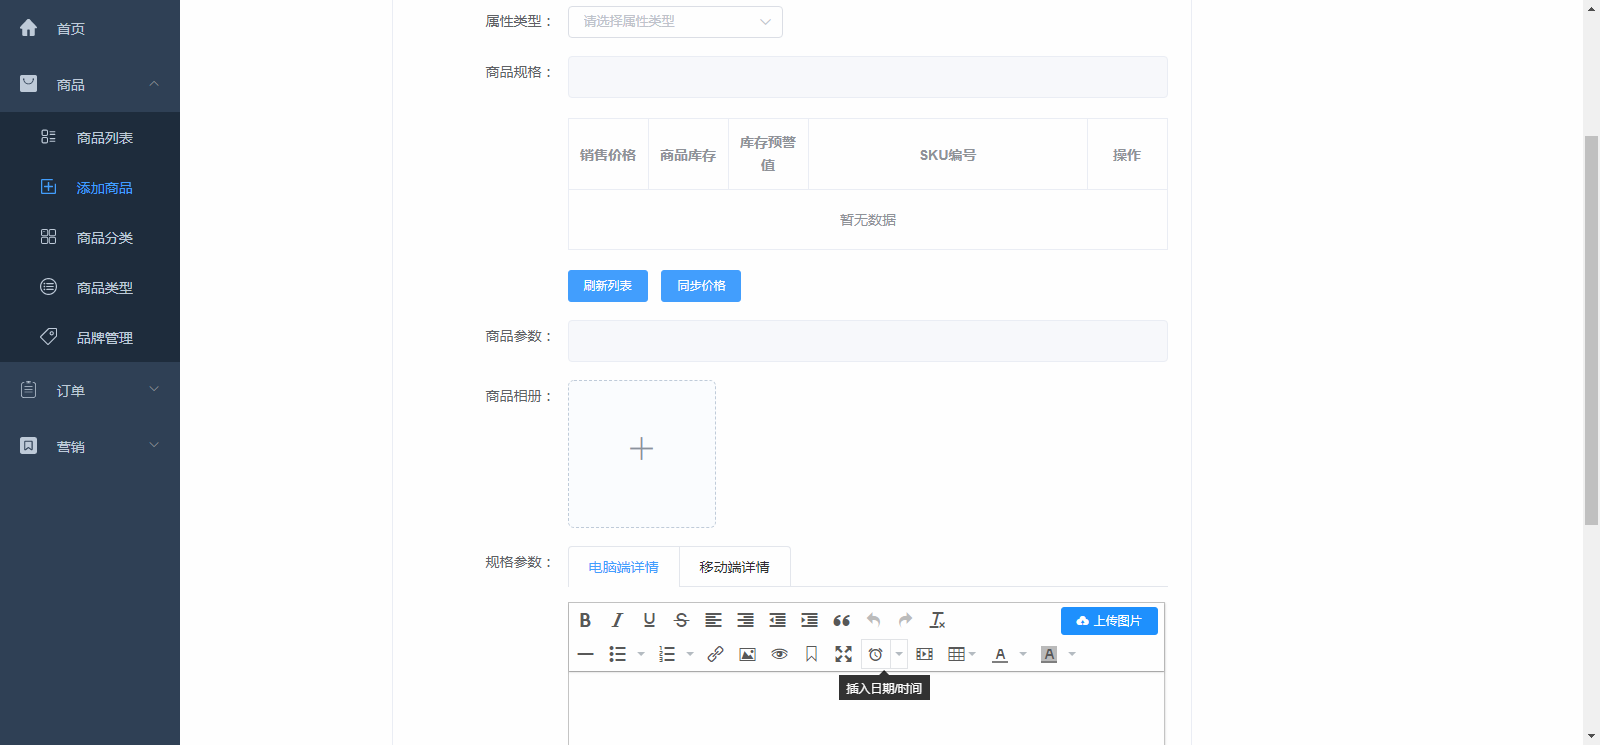 首页
商品
商品列表
添加商品
商品分类
商品类型
品牌管理
订单
营销
属性类型：
请选择属性类型
商品规格：
销售价格
商品库存
库存预警
值
SKU编号
操作
暂无数据
刷新列表
同步价格
商品参数：
商品相册：
规格参数：
电脑端详情
移动端详情
上传图片
插入日期/时间